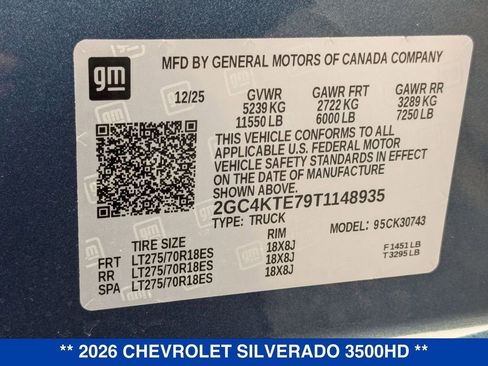 gm
MFD BY GENERAL MOTORS OF CANADA COMPANY
12/25 GVWR GAWR FRT GAWR RR
5239 KG 2722 KG 3289 KG
11550 LB 6000 LB 7250 LB
THIS VEHICLE CONFORMS TO ALL
APPLICABLE U.S. FEDERAL MOTOR
VEHICLE SAFETY STANDARDS IN EFFECT
ON THE DATE OF MANUFACTURE SHOWN ABOVE.
2GC4KTE79T1148935
TYPE: TRUCK MODEL: 95CK30743
TIRE SIZE RIM
FRT LT275/70R18ES 18X8J F 1451 LB
RR LT275/70R18ES 18X8J T 3295 LB
SPA LT275/70R18ES 18X8J
** 2026 CHEVROLET SILVERADO 3500HD **